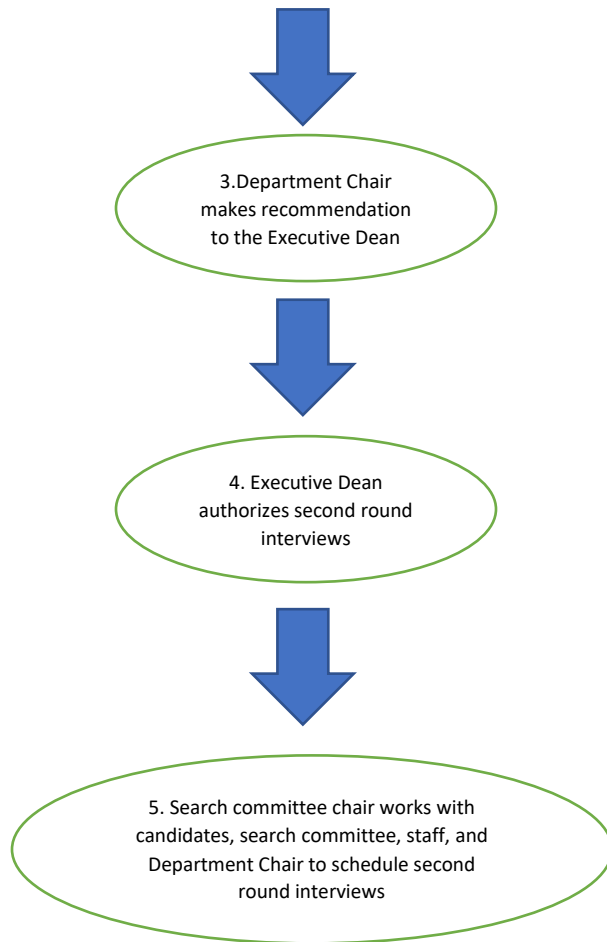 3.Department Chair
makes recommendation
to the Executive Dean
4. Executive Dean
authorizes second round
interviews
5. Search committee chair works with
candidates, search committee, staff, and
Department Chair to schedule second
round interviews